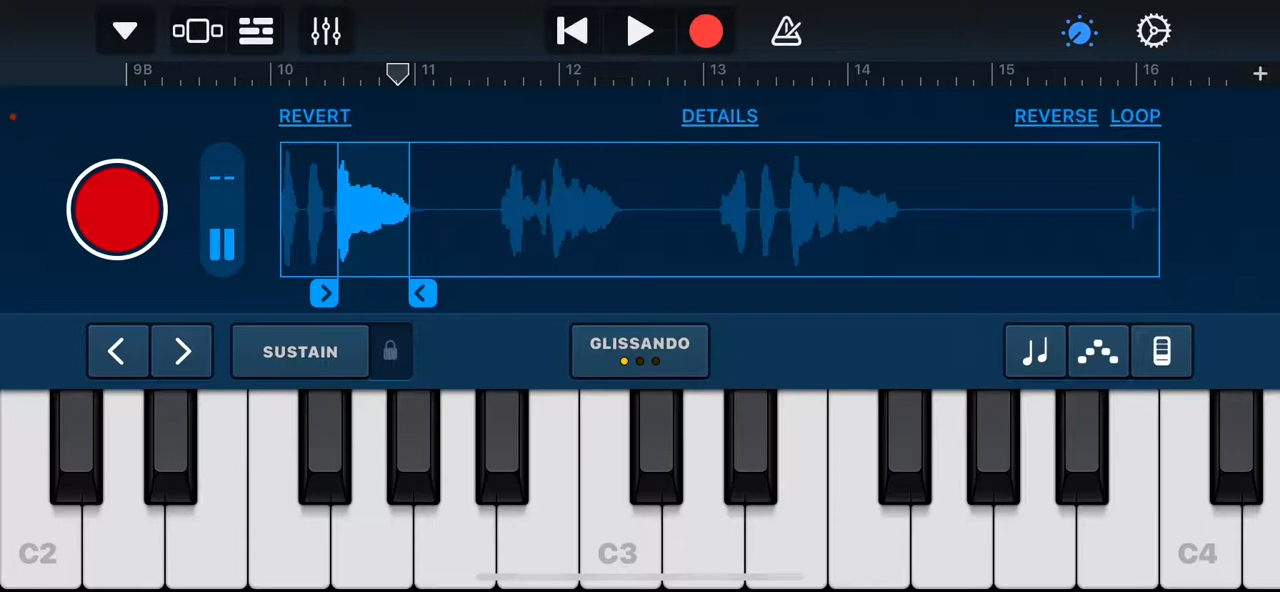 9B 10 11 12 13 14 15 16
REVERT DETAILS REVERSE LOOP
SUSTAIN GLISSANDO
C2 C3 C4